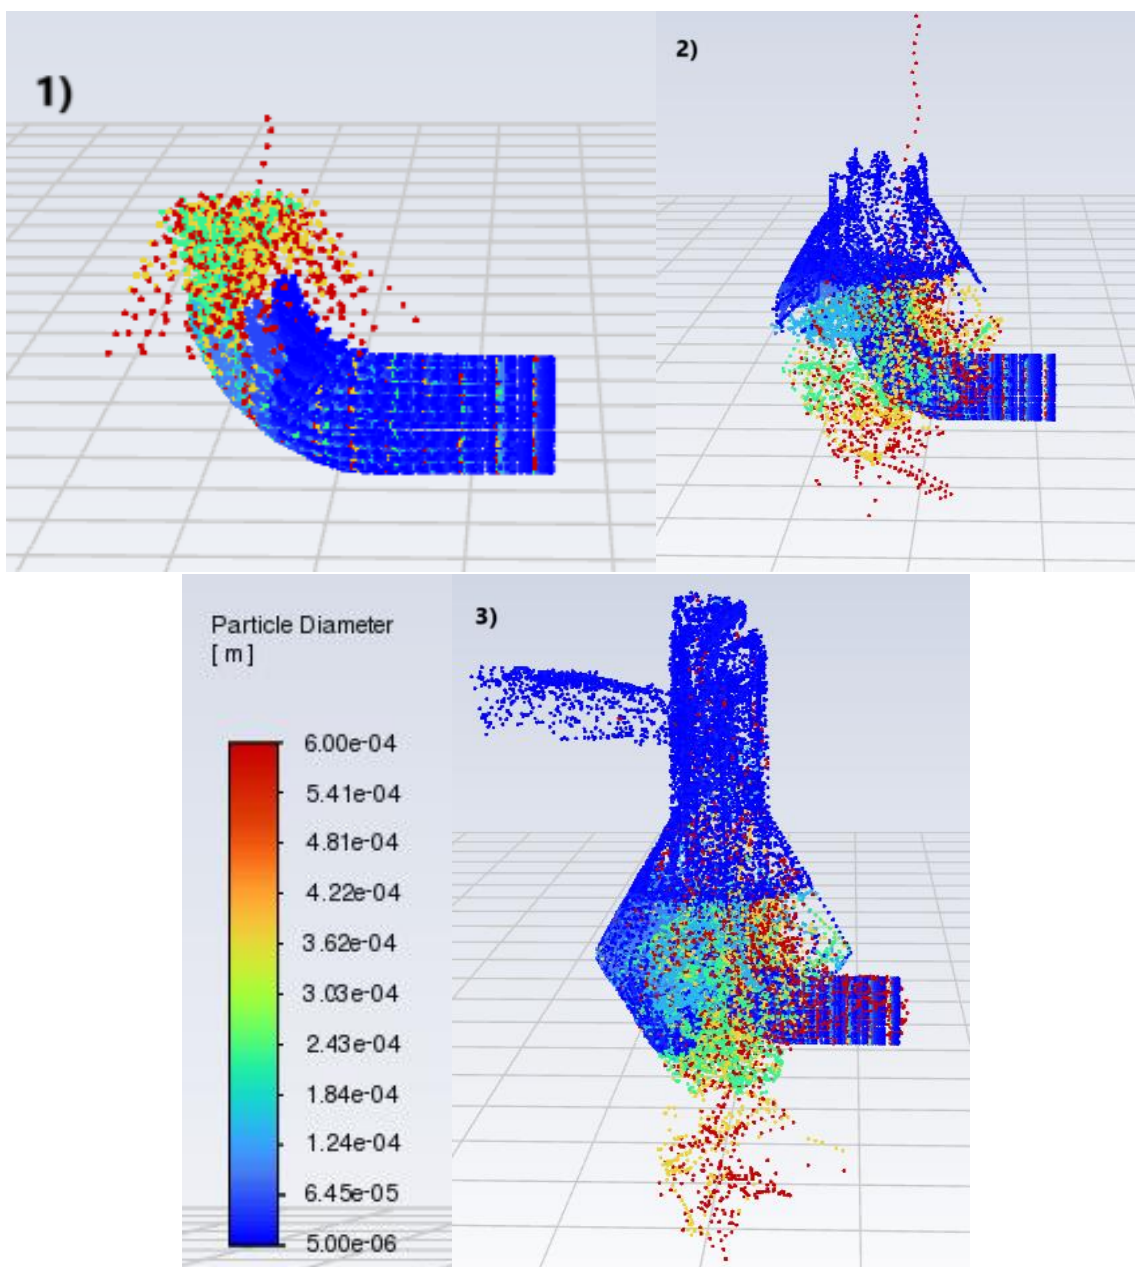 1)
2)
Particle Diameter
[ m ]
6.00e-04
5.41e-04
4.81e-04
4.22e-04
3.62e-04
3.03e-04
2.43e-04
1.84e-04
1.24e-04
6.45e-05
5.00e-06
3)